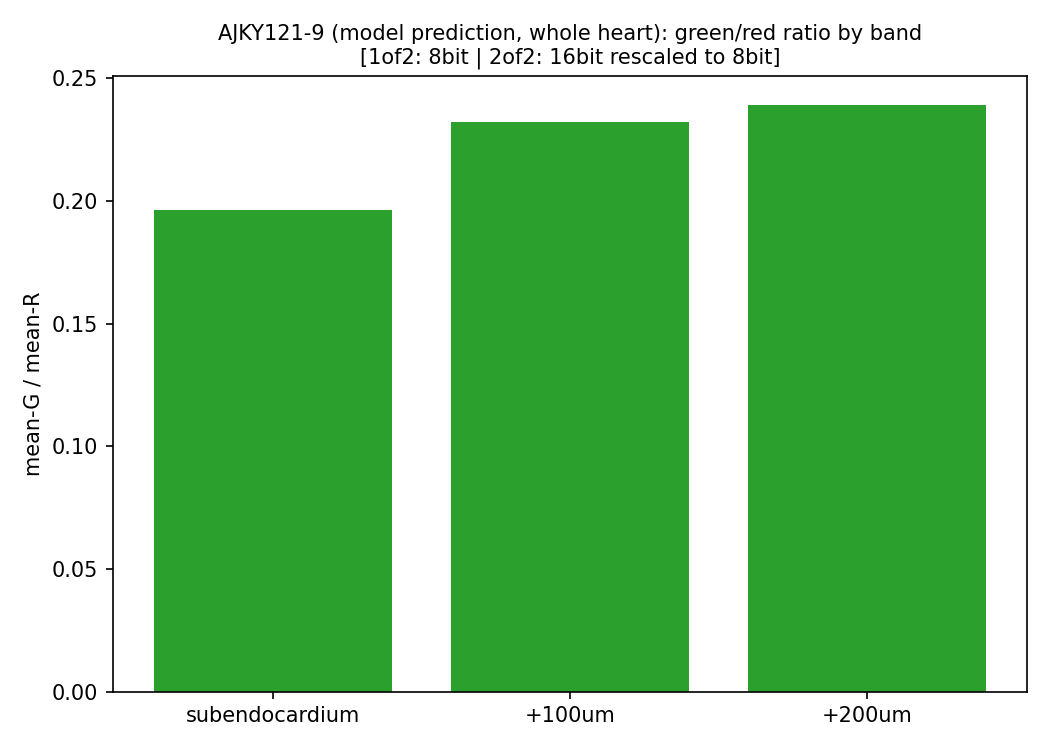 AJKY121-9 (model prediction, whole heart): green/red ratio by band
[1of2: 8bit | 2of2: 16bit rescaled to 8bit]
0.25
0.20
0.15
0.10
0.05
0.00
mean-G / mean-R
subendocardium +100um +200um